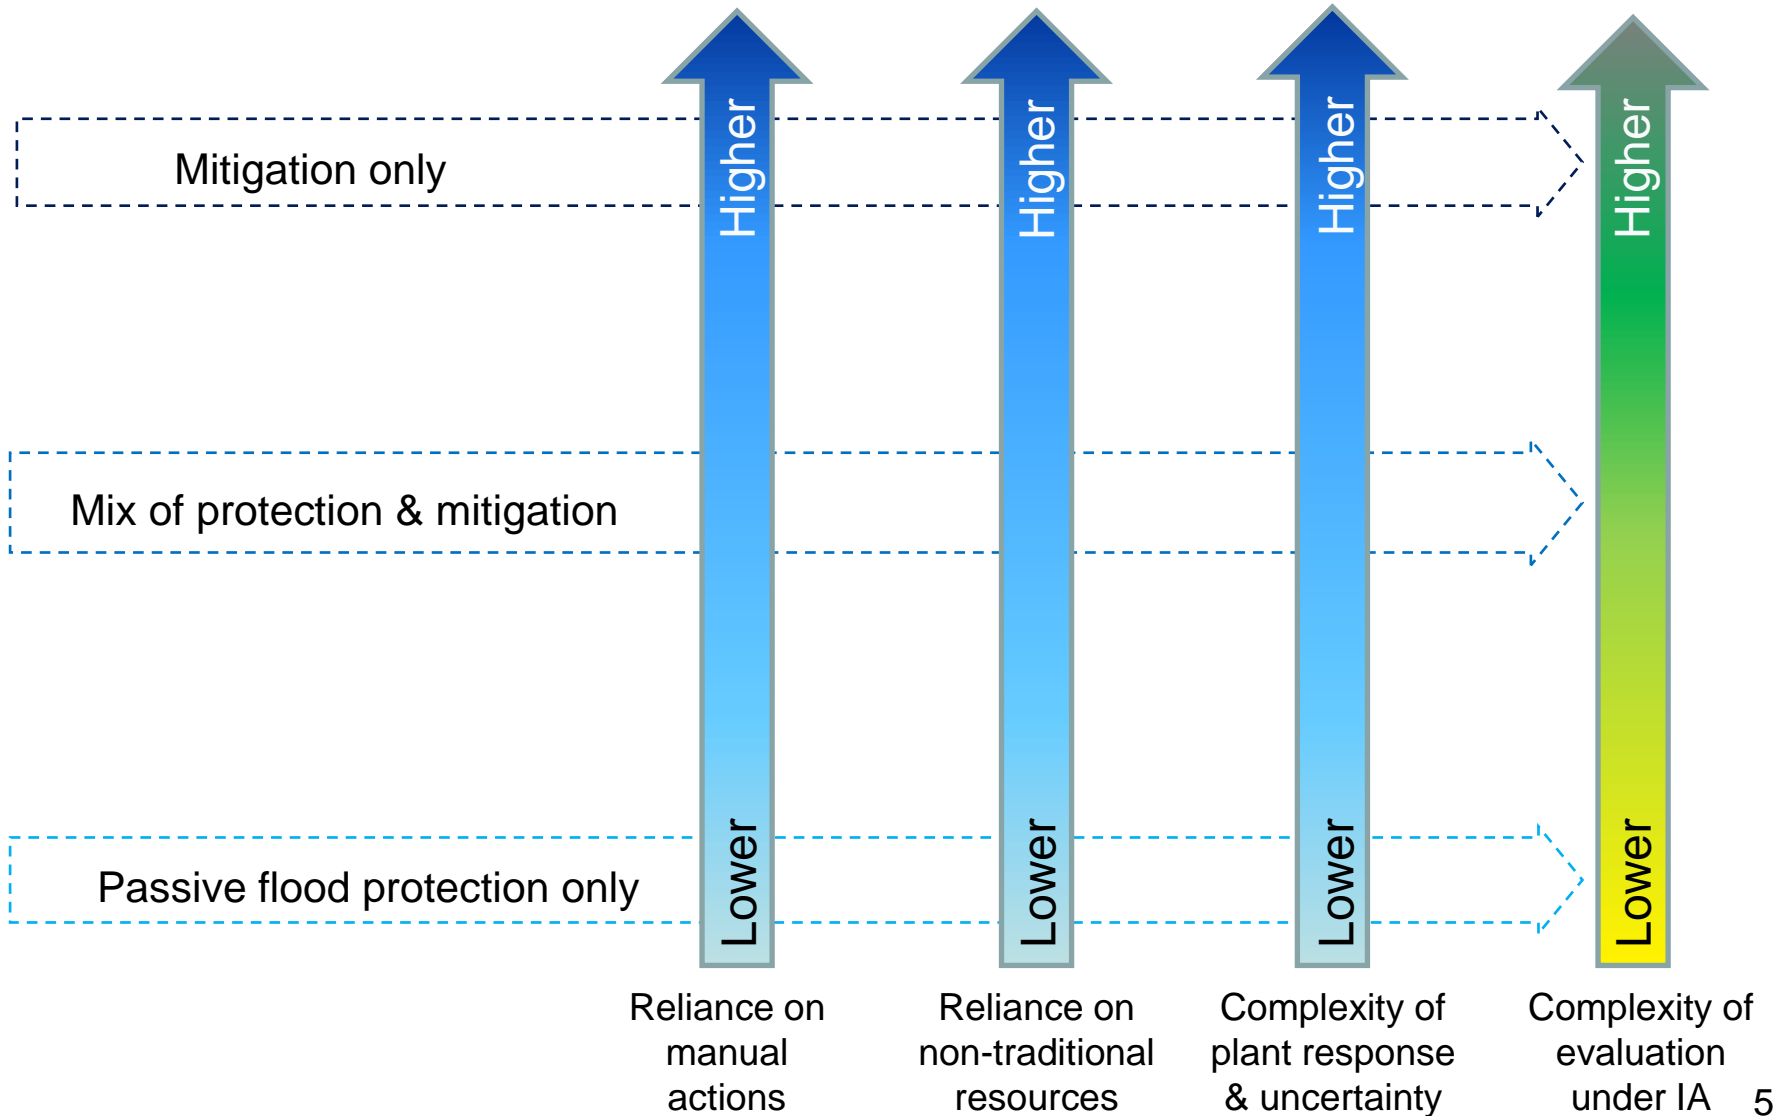 Higher
Higher
Higher
Higher
Mitigation only
Mix of protection & mitigation
Passive flood protection only
Lower
Lower
Lower
Lower
Reliance on
manual
actions
Reliance on
non-traditional
resources
Complexity of
plant response
& uncertainty
Complexity of
evaluation
under IA
5